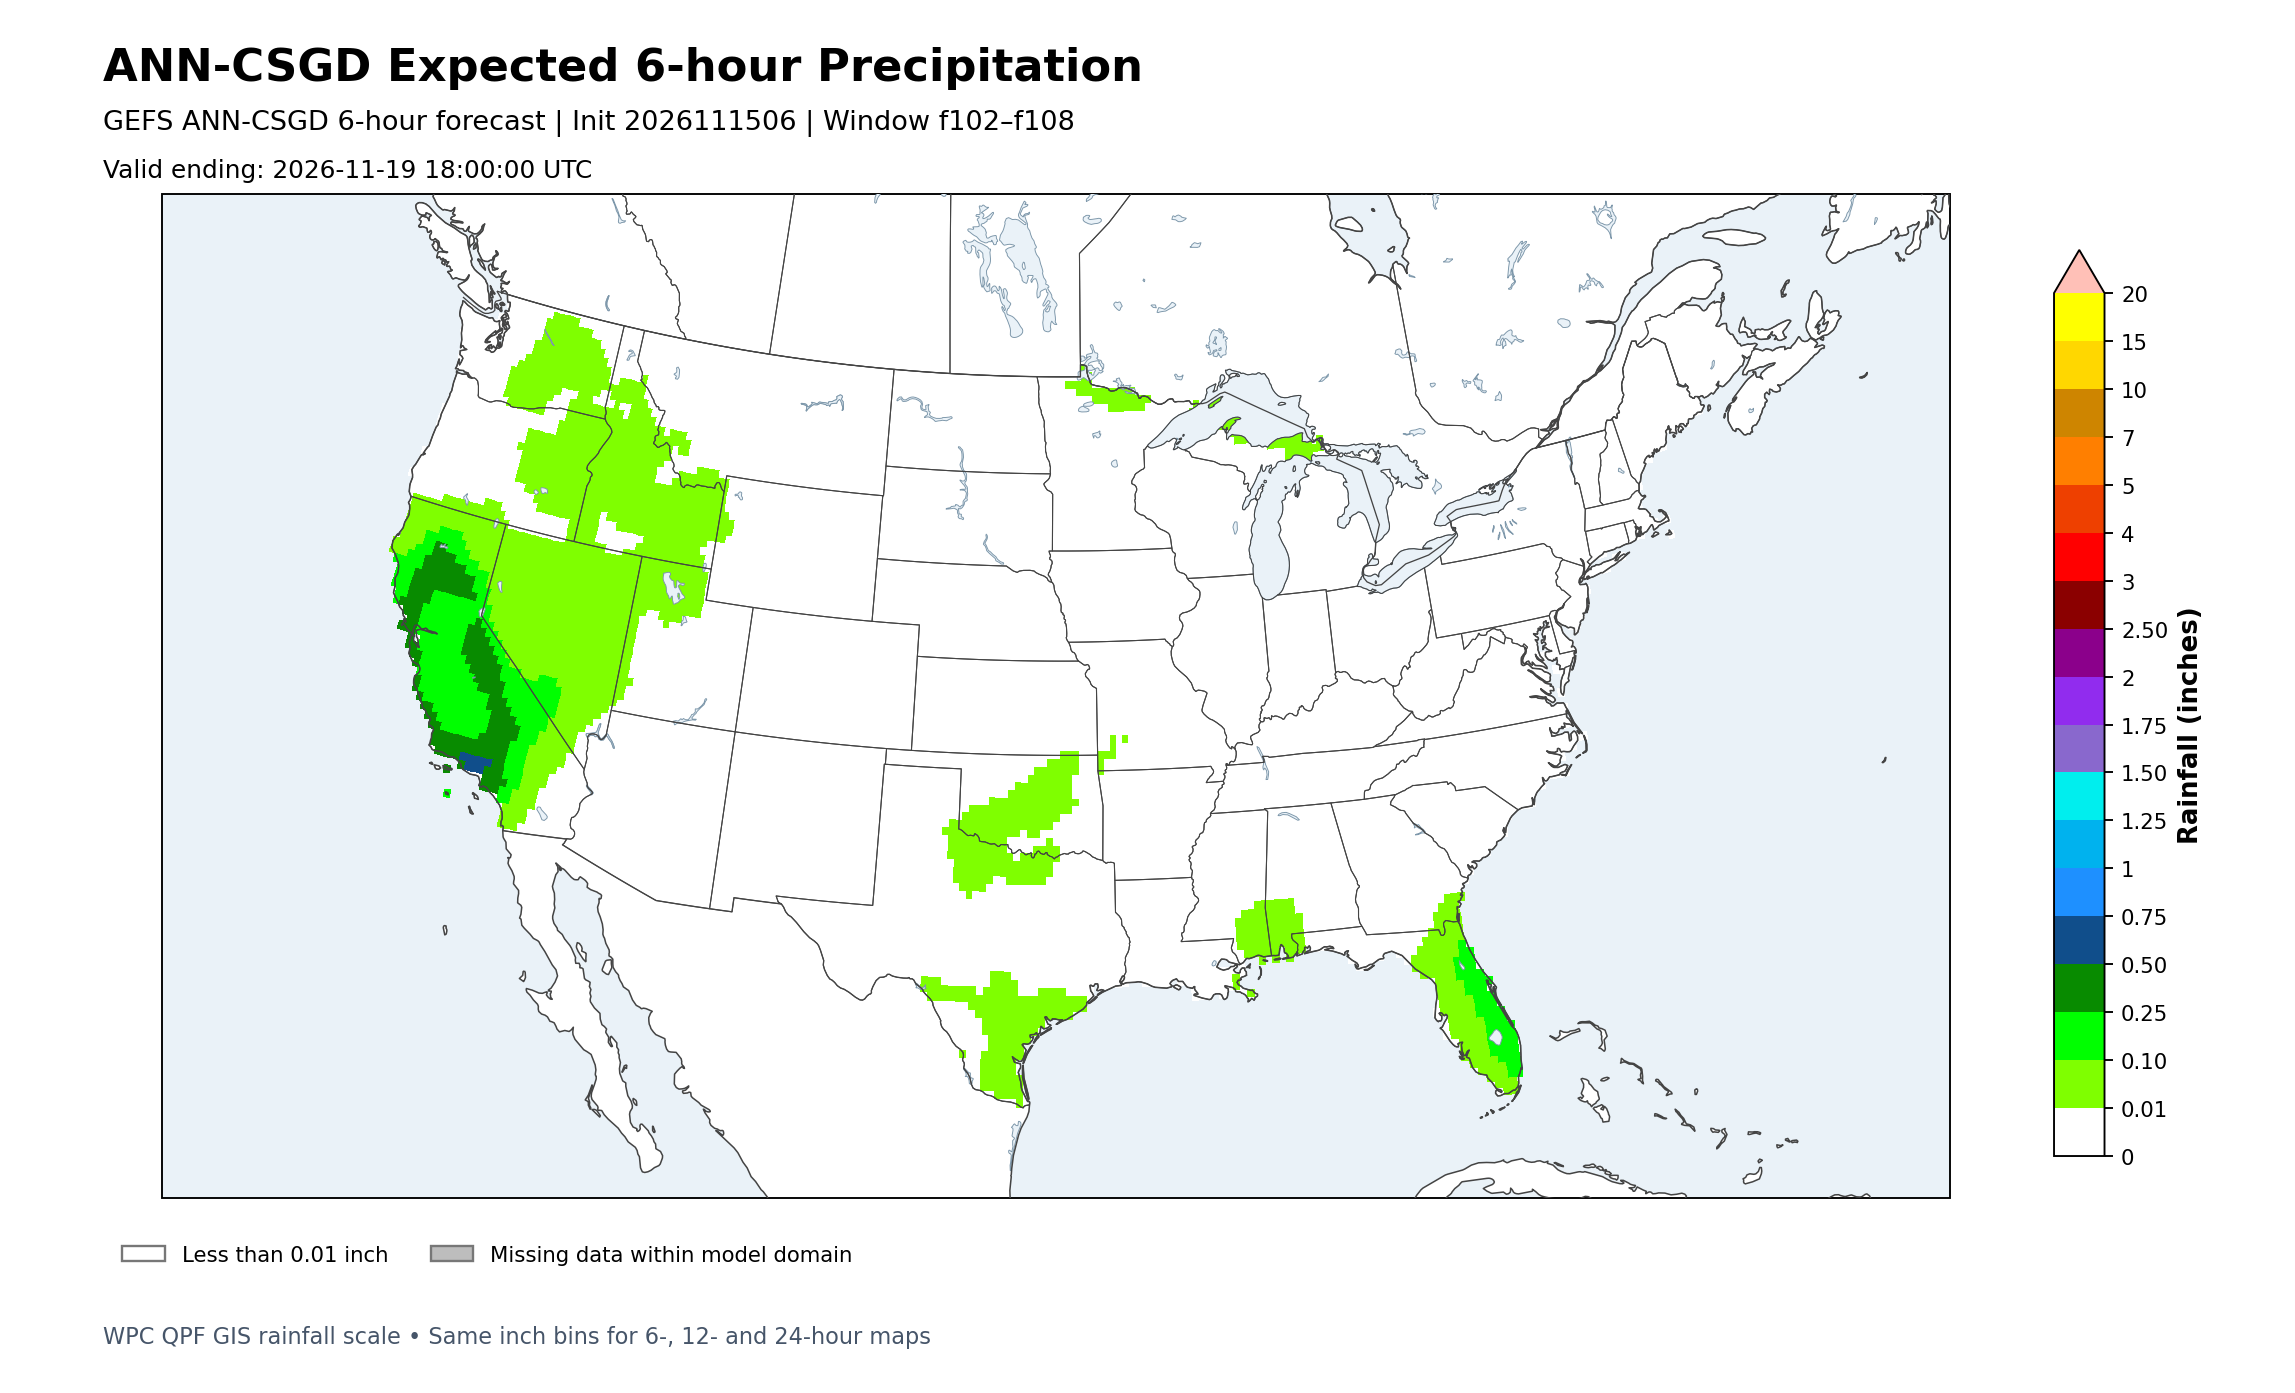 ANN-CSGD Expected 6-hour Precipitation
GEFS ANN-CSGD 6-hour forecast | Init 2026111506 | Window f102–f108
Valid ending: 2026-11-19 18:00:00 UTC
20
15
10
7
5
4
3
2.50
2
1.75
1.50
1.25
1
0.75
0.50
0.25
0.10
0.01
0
Rainfall (inches)
Less than 0.01 inch
Missing data within model domain
WPC QPF GIS rainfall scale • Same inch bins for 6-, 12- and 24-hour maps